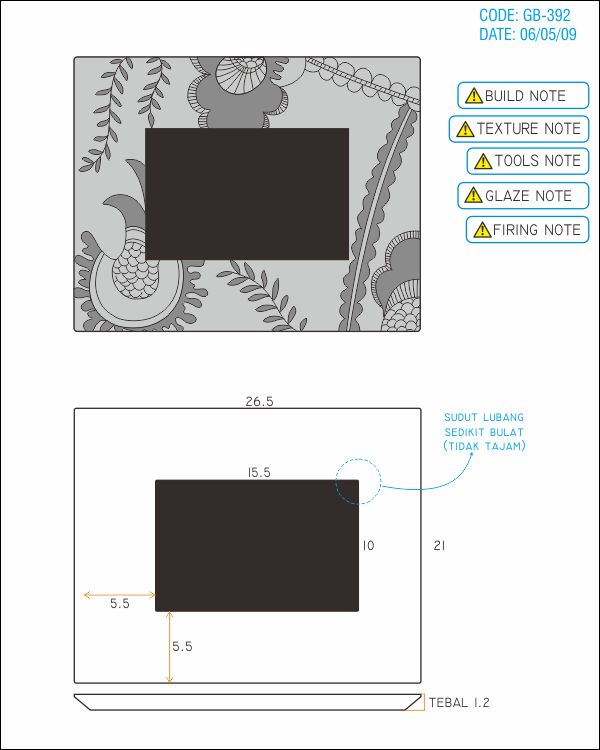 CODE: GB-392
DATE: 06/05/09
BUILD NOTE
TEXTURE NOTE
TOOLS NOTE
GLAZE NOTE
FIRING NOTE
26.5
SUDUT LUBANG
SEDIKIT BULAT
(TIDAK TAJAM)
15.5
10
21
5.5
5.5
TEBAL 1.2